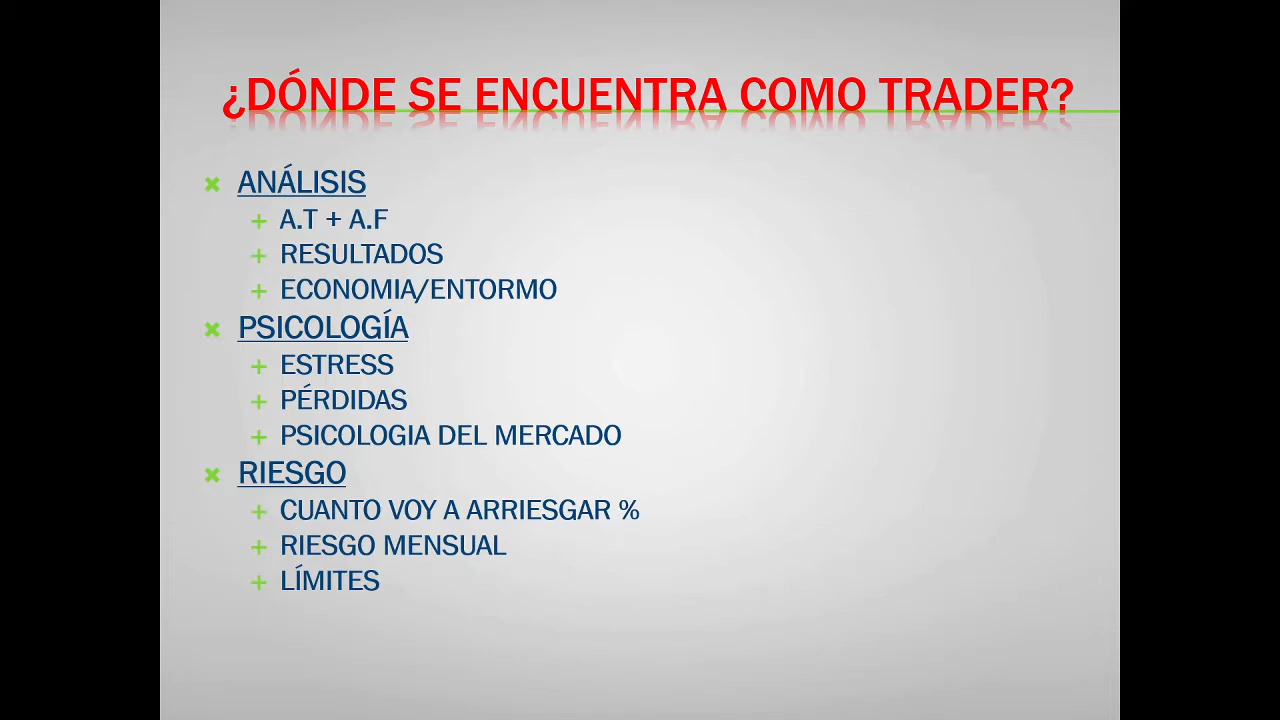 ¿DÓNDE SE ENCUENTRA COMO TRADER?
ANÁLISIS
A.T + A.F
RESULTADOS
ECONOMIA/ENTORMO
PSICOLOGÍA
ESTRESS
PÉRDIDAS
PSICOLOGIA DEL MERCADO
RIESGO
CUANTO VOY A ARRIESGAR %
RIESGO MENSUAL
LÍMITES